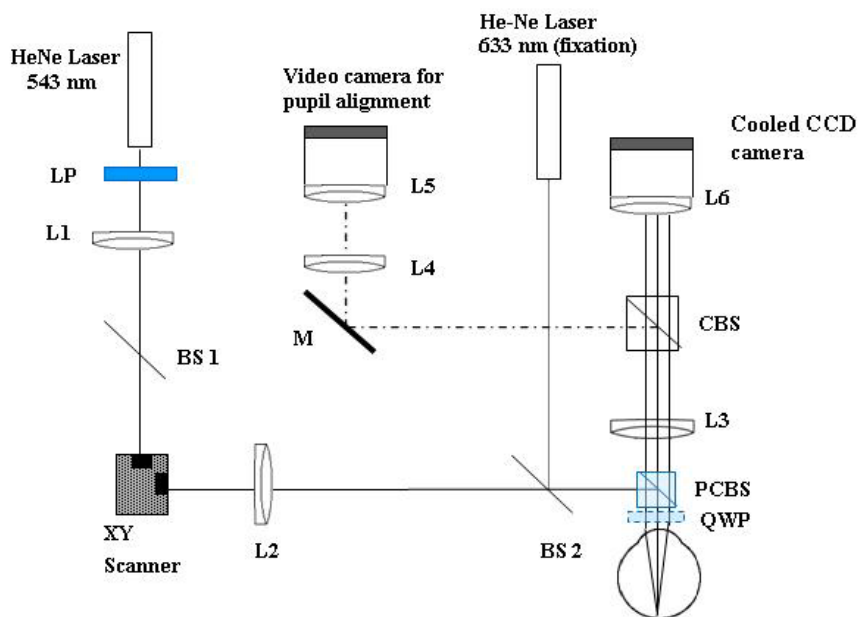 HeNe Laser
543 nm
LP
L1
BS 1
XY
Scanner
L2
Video camera for
pupil alignment
L5
L4
M
He-Ne Laser
633 nm (fixation)
BS 2
Cooled CCD
camera
L6
CBS
L3
PCBS
QWP